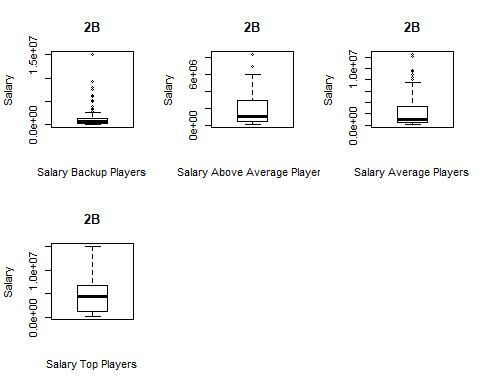 2B
Salary
0.0e+00 1.5e+07
Salary Backup Players
2B
Salary
0e+00 6e+06
Salary Above Average Player
2B
Salary
0.0e+00 1.0e+07
Salary Average Players
2B
Salary
0.0e+00 1.0e+07
Salary Top Players